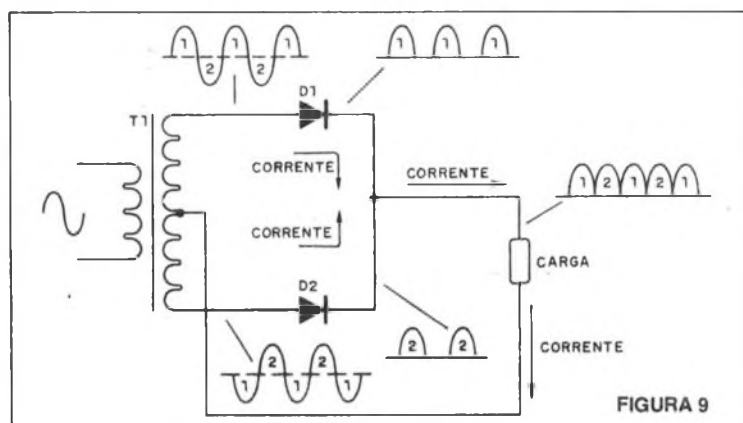 1 1 1
2 2
1 1 1
D1
T1
CORRENTE
CORRENTE
1 2 1 2 1
CORRENTE
CARGA
D2
2 2
CORRENTE
2 2
1 1 1
FIGURA 9